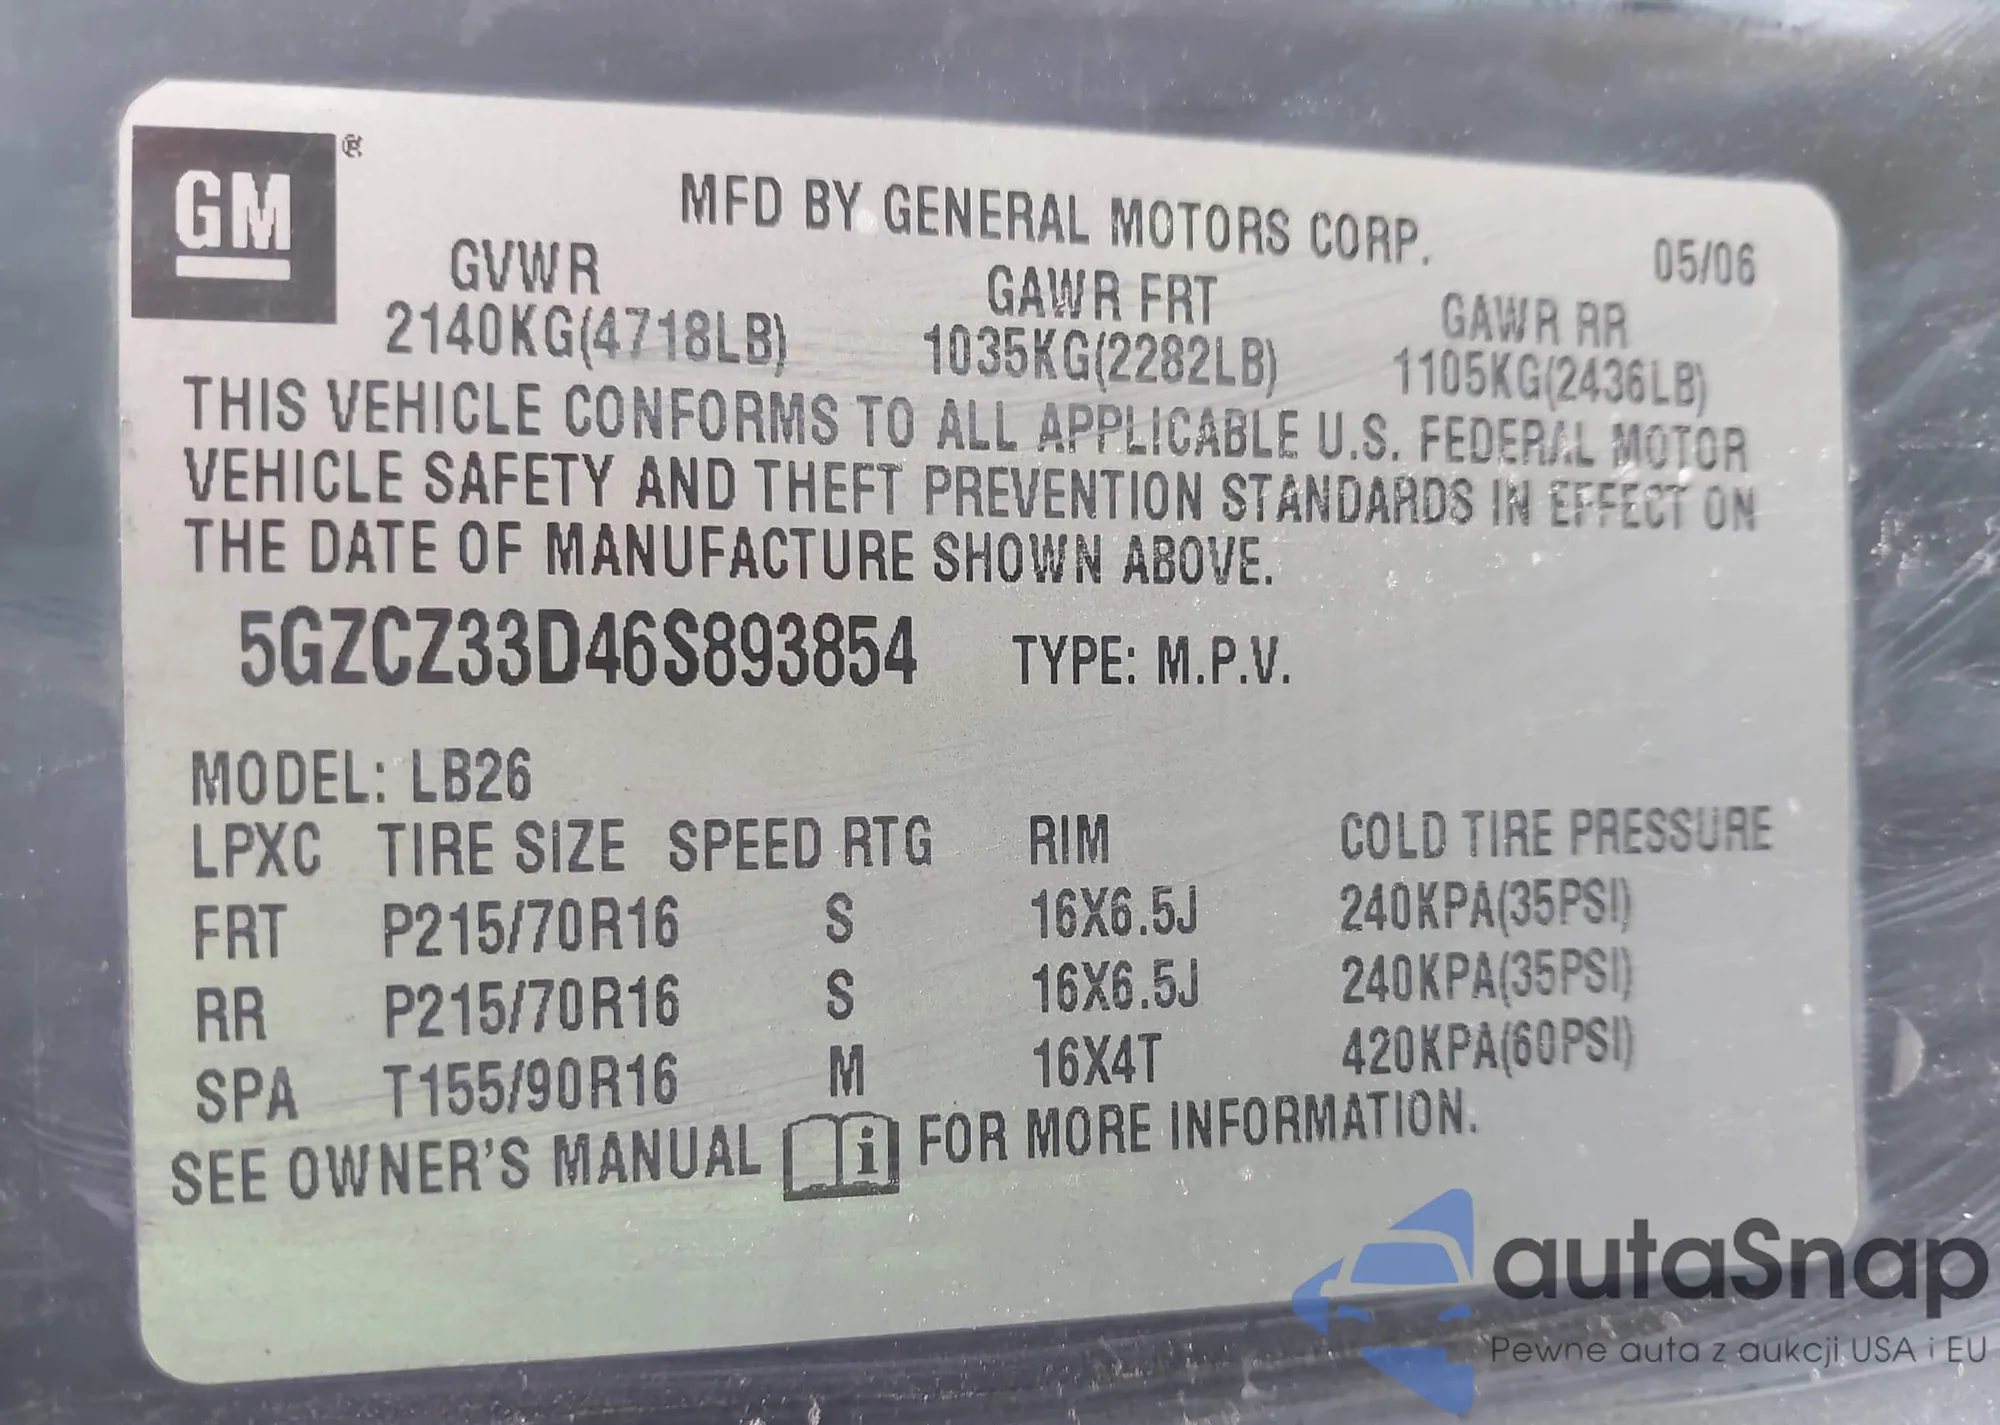 GM®
MFD BY GENERAL MOTORS CORP.
05/06
GVWR GAWR FRT GAWR RR
2140KG(4718LB) 1035KG(2282LB) 1105KG(2436LB)
THIS VEHICLE CONFORMS TO ALL APPLICABLE U.S. FEDERAL MOTOR
VEHICLE SAFETY AND THEFT PREVENTION STANDARDS IN EFFECT ON
THE DATE OF MANUFACTURE SHOWN ABOVE.
5GZCZ33D46S893854 TYPE: M.P.V.
MODEL: LB26
LPXC TIRE SIZE SPEED RTG RIM COLD TIRE PRESSURE
FRT P215/70R16 S 16X6.5J 240KPA(35PSI)
RR P215/70R16 S 16X6.5J 240KPA(35PSI)
SPA T155/90R16 M 16X4T 420KPA(60PSI)
SEE OWNER'S MANUAL i FOR MORE INFORMATION.
autaSnap
Pewne auta z aukcji USA i EU